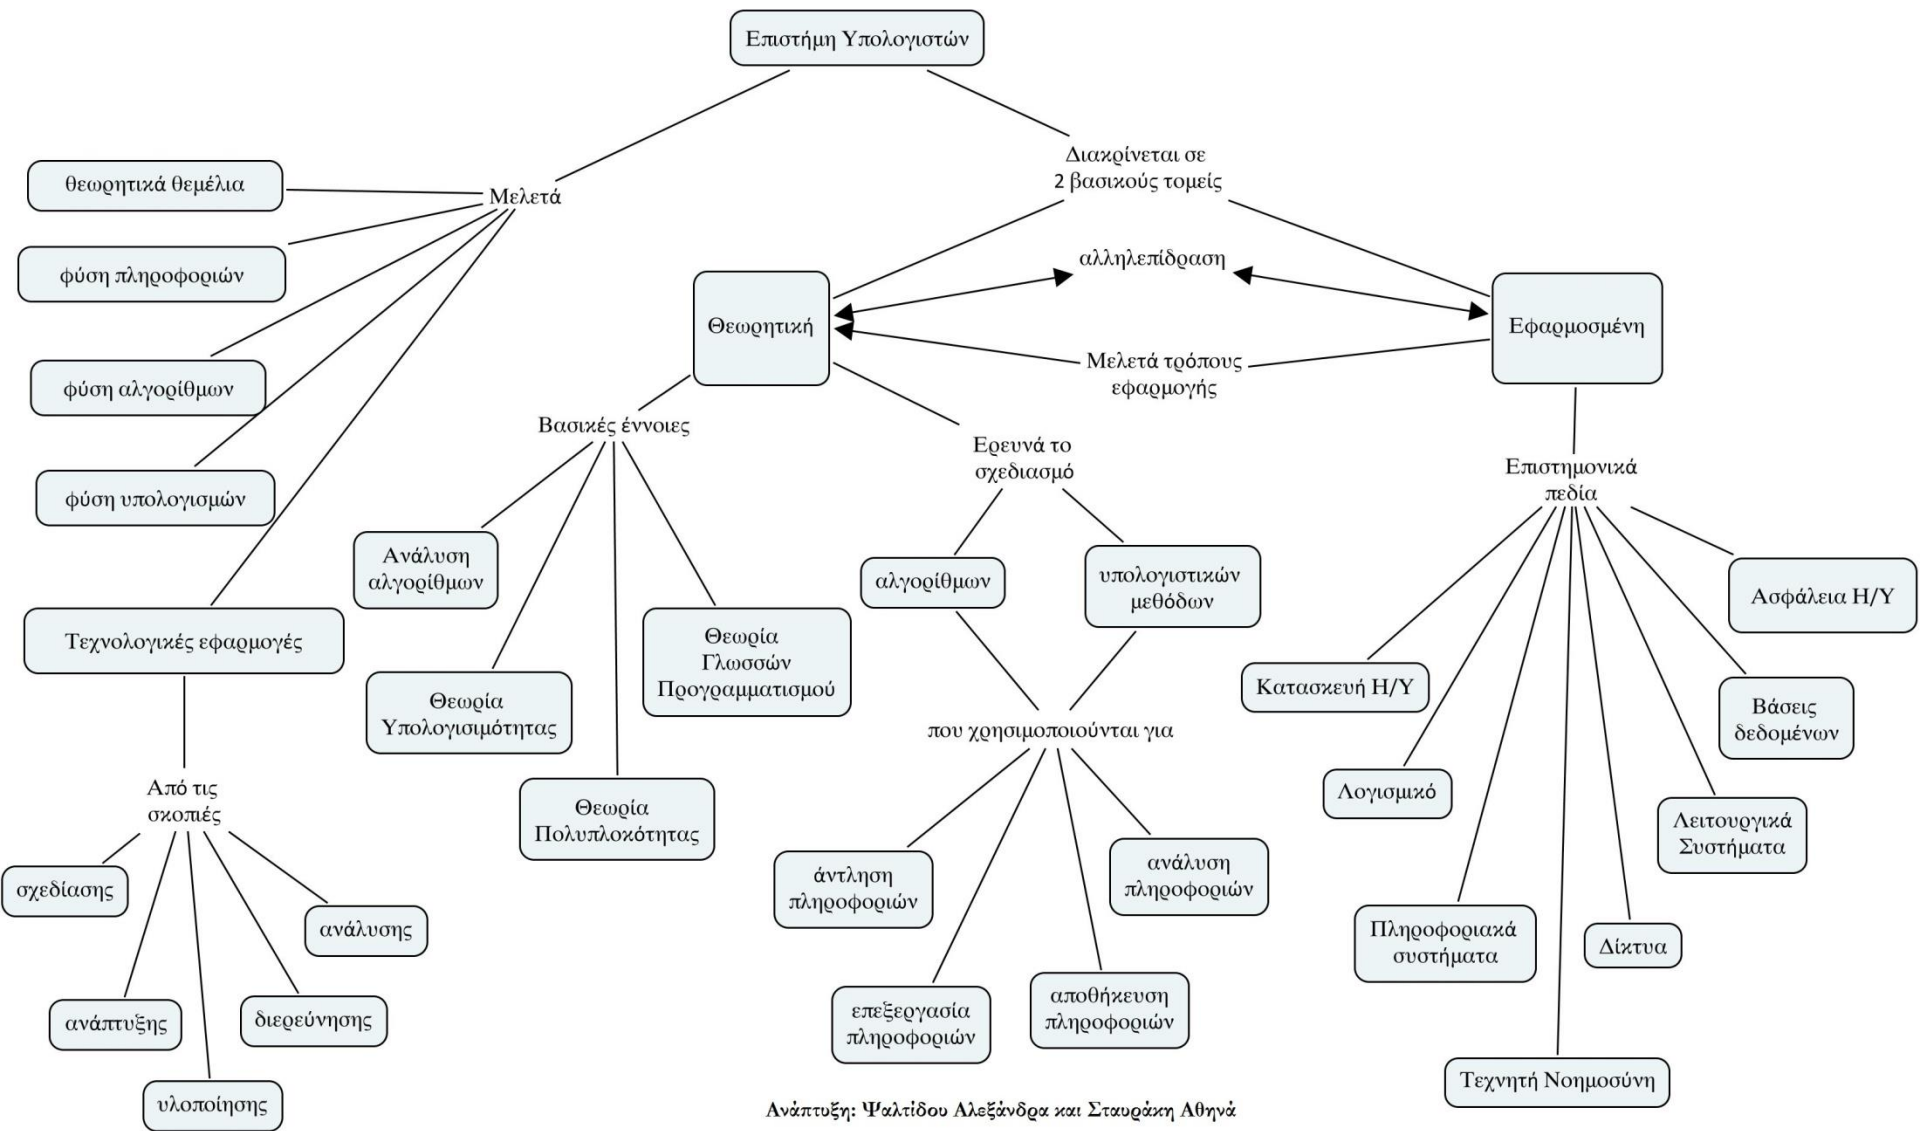 Επιστήμη Υπολογιστών
Διακρίνεται σε
2 βασικούς τομείς
Μελετά
θεωρητικά θεμέλια
φύση πληροφοριών
φύση αλγορίθμων
φύση υπολογισμών
Τεχνολογικές εφαρμογές
Από τις
σκοπιές
σχεδίασης
ανάπτυξης
υλοποίησης
διερεύνησης
ανάλυσης
αλληλεπίδραση
Θεωρητική
Εφαρμοσμένη
Μελετά τρόπους
εφαρμογής
Βασικές έννοιες
Ανάλυση
αλγορίθμων
Θεωρία
Υπολογισιμότητας
Θεωρία
Πολυπλοκότητας
Θεωρία
Γλωσσών
Προγραμματισμού
Ερευνά το
σχεδιασμό
αλγορίθμων
υπολογιστικών
μεθόδων
που χρησιμοποιούνται για
άντληση
πληροφοριών
επεξεργασία
πληροφοριών
αποθήκευση
πληροφοριών
ανάλυση
πληροφοριών
Επιστημονικά
πεδία
Κατασκευή Η/Υ
Λογισμικό
Πληροφοριακά
συστήματα
Τεχνητή Νοημοσύνη
Δίκτυα
Λειτουργικά
Συστήματα
Βάσεις
δεδομένων
Ασφάλεια Η/Υ
Ανάπτυξη: Ψαλτίδου Αλεξάνδρα και Σταυράκη Αθηνά